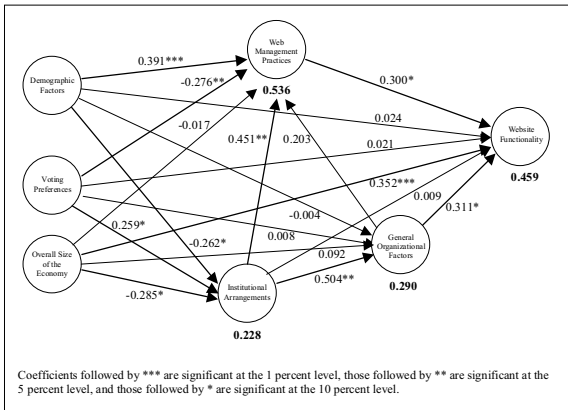 Web
Management
Practices
0.536
0.391***
-0.276**
-0.017
0.451**
0.203
0.300*
Demographic
Factors
0.024
Website
Functionality
0.459
0.021
Voting
Preferences
0.352***
0.009
0.259*
-0.262*
-0.004
0.008
0.311*
General
Organizational
Factors
0.290
Overall Size
of the
Economy
0.092
-0.285*
Institutional
Arrangements
0.504**
0.228
Coefficients followed by *** are significant at the 1 percent level, those followed by ** are significant at the
5 percent level, and those followed by * are significant at the 10 percent level.